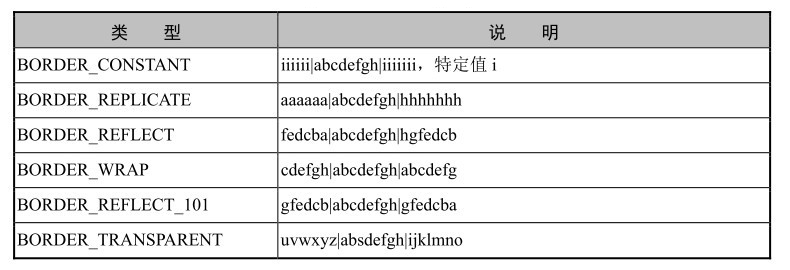 类 型 说 明
BORDER_CONSTANT iiiiii|abcdefgh|iiiiiii，特定值 i
BORDER_REPLICATE aaaaaa|abcdefgh|hhhhhhh
BORDER_REFLECT fedcba|abcdefgh|hgfedcb
BORDER_WRAP cdefgh|abcdefgh|abcdefg
BORDER_REFLECT_101 gfedcb|abcdefgh|gfedcba
BORDER_TRANSPARENT uvwxyz|absdefgh|ijklmno